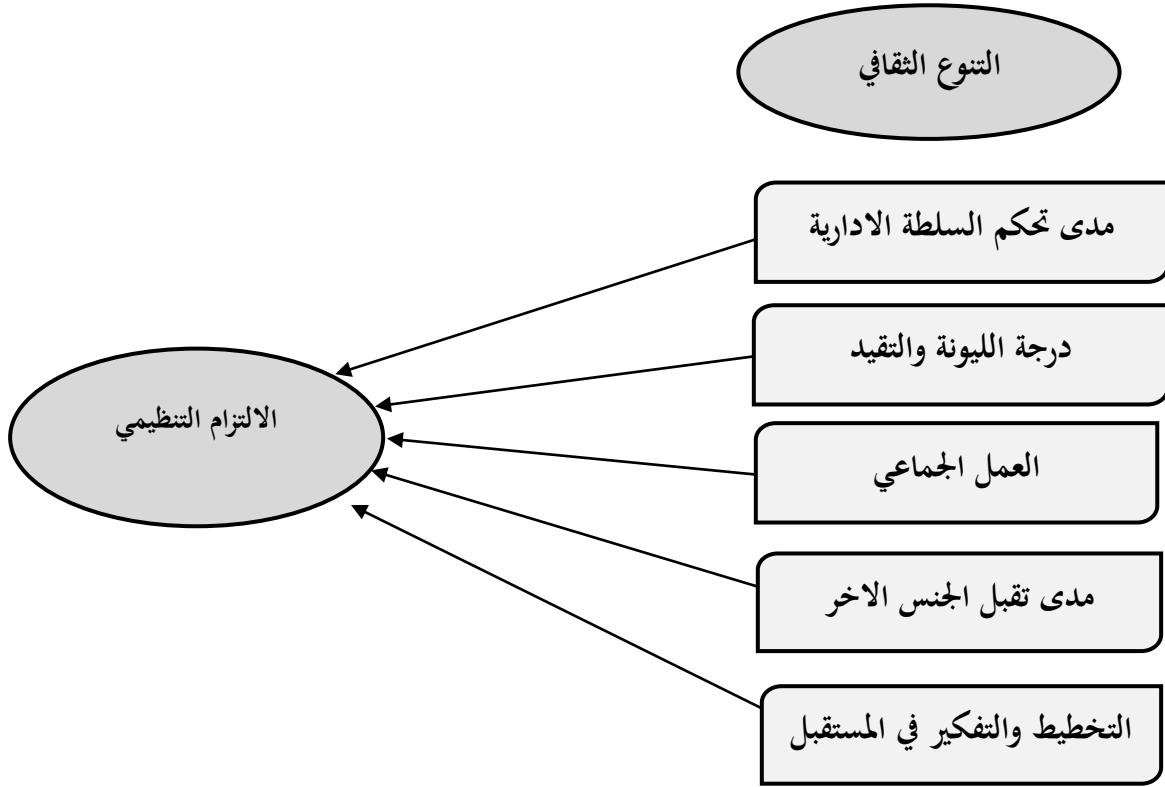 التنوع الثقافي
مدى تحكم السلطة الادارية
درجة الليونة والتقيد
العمل الجماعي
مدى تقبل الجنس الاخر
التخطيط والتفكير في المستقبل
الالتزام التنظيمي